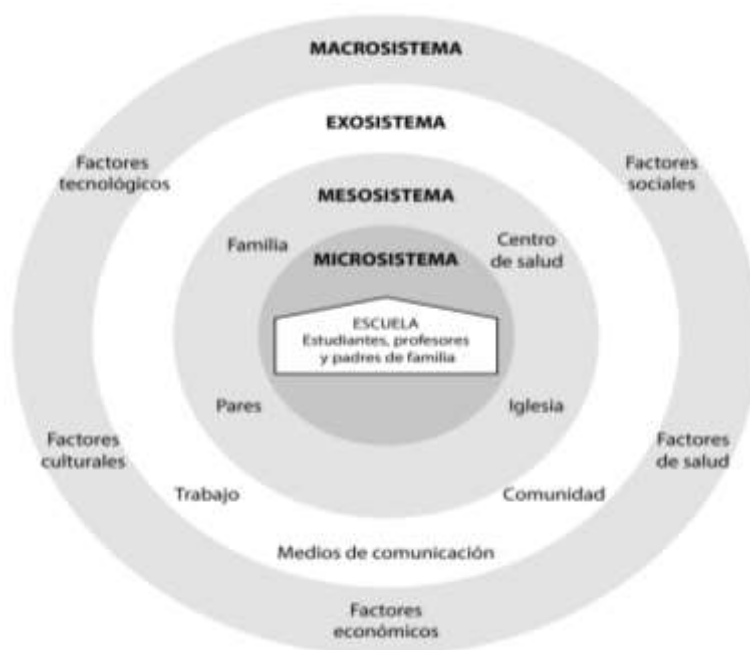 MACROSISTEMA
EXOSISTEMA
Factores
tecnológicos
Factores
sociales
MESOSISTEMA
Familia
Centro
de salud
MICROSISTEMA
ESCUELA
Estudiantes, profesores
y padres de familia
Pares
Iglesia
Factores
culturales
Factores
de salud
Trabajo
Comunidad
Medios de comunicación
Factores
económicos